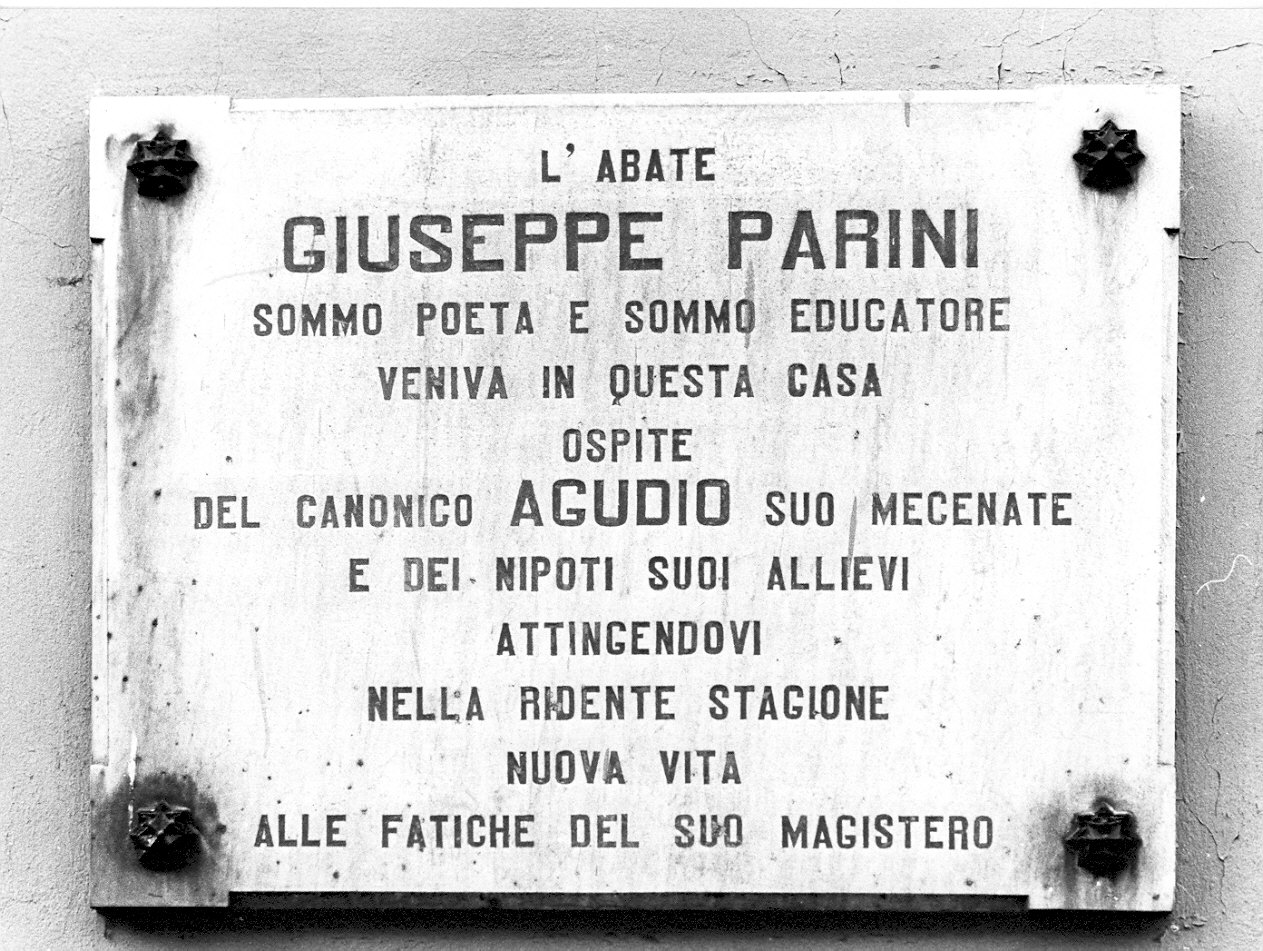 L' ABATE
GIUSEPPE PARINI
SOMMO POETA E SOMMO EDUCATORE
VENIVA IN QUESTA CASA
OSPITE
DEL CANONICO AGUDIO SUO MECENATE
E DEI NIPOTI SUOI ALLIEVI
ATTINGENDOVI
NELLA RIDENTE STAGIONE
NUOVA VITA
ALLE FATICHE DEL SUO MAGISTERO